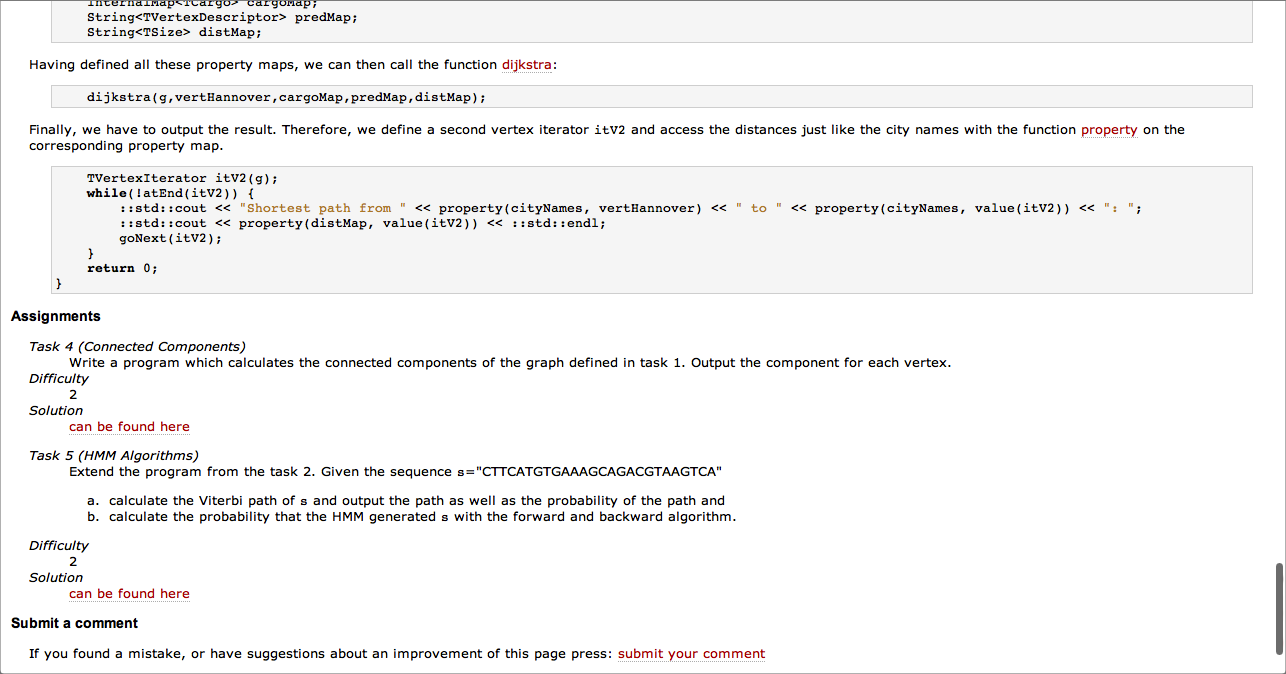 InternalMap<TCargo> cargoMap;
String<TVertexDescriptor> predMap;
String<TSize> distMap;
Having defined all these property maps, we can then call the function dijkstra:
dijkstra(g,vertHannover,cargoMap,predMap,distMap);
Finally, we have to output the result. Therefore, we define a second vertex iterator itV2 and access the distances just like the city names with the function property on the
corresponding property map.
TVertexIterator itV2(g);
while(!atEnd(itV2)) {
::std::cout << "Shortest path from " << property(cityNames, vertHannover) << " to " << property(cityNames, value(itV2)) << ": ";
::std::cout << property(distMap, value(itV2)) << ::std::endl;
goNext(itV2);
}
return 0;
}
Assignments
Task 4 (Connected Components)
Write a program which calculates the connected components of the graph defined in task 1. Output the component for each vertex.
Difficulty
2
Solution
can be found here
Task 5 (HMM Algorithms)
Extend the program from the task 2. Given the sequence s="CTTCATGTGAAAGCAGACGTAAGTCA"
a. calculate the Viterbi path of s and output the path as well as the probability of the path and
b. calculate the probability that the HMM generated s with the forward and backward algorithm.
Difficulty
2
Solution
can be found here
Submit a comment
If you found a mistake, or have suggestions about an improvement of this page press: submit your comment